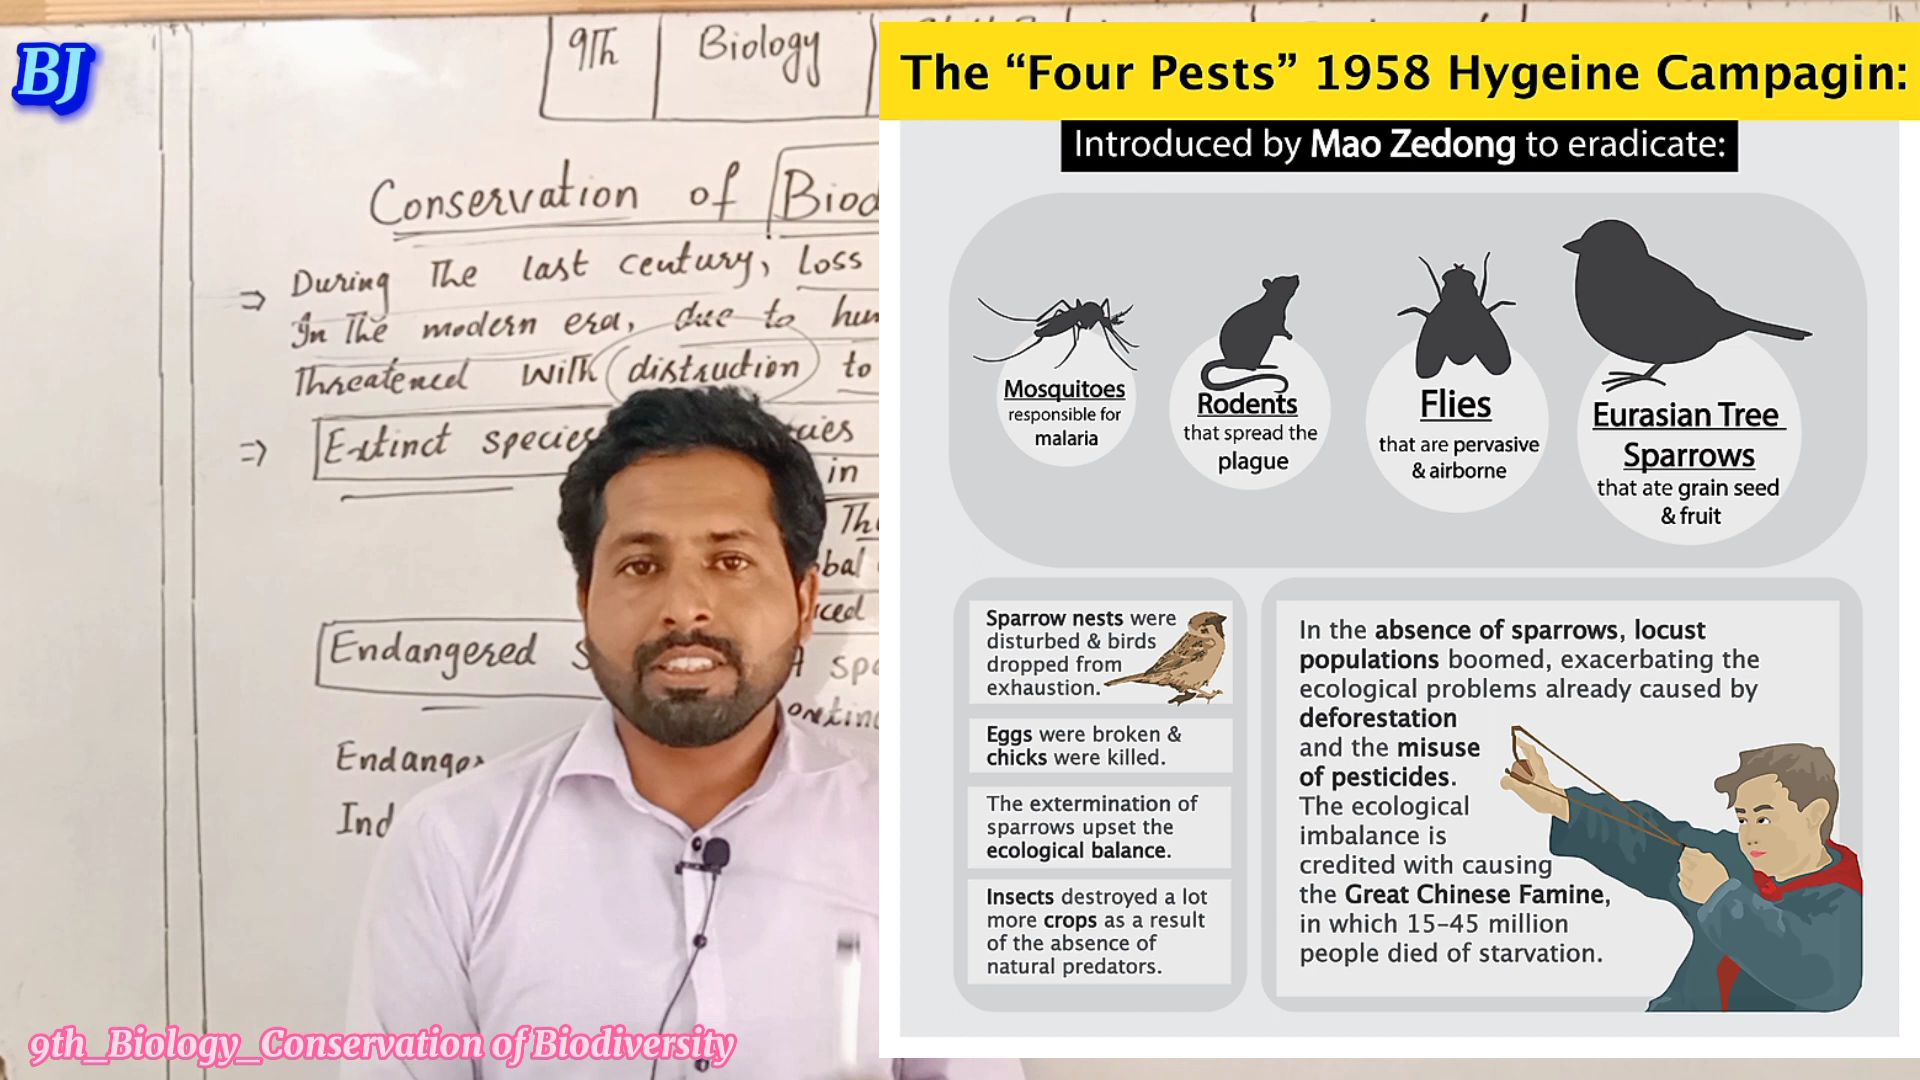 BJ
9Th
Biology
Conservation of Biod
⇒ During The last century, Loss
In The modern era, due to hum
Threatened with distruction to
⇒ Extinct species
cies
in
Th
bal
ced
Endangered S
A spe
Endanger
Ind
9th_Biology_Conservation of Biodiversity
The “Four Pests” 1958 Hygeine Campagin:
Introduced by Mao Zedong to eradicate:
Mosquitoes
responsible for
malaria
Rodents
that spread the
plague
Flies
that are pervasive
& airborne
Eurasian Tree
Sparrows
that ate grain seed
& fruit
Sparrow nests were
disturbed & birds
dropped from
exhaustion.
Eggs were broken &
chicks were killed.
The extermination of
sparrows upset the
ecological balance.
Insects destroyed a lot
more crops as a result
of the absence of
natural predators.
In the absence of sparrows, locust
populations boomed, exacerbating the
ecological problems already caused by
deforestation
and the misuse
of pesticides.
The ecological
imbalance is
credited with causing
the Great Chinese Famine,
in which 15–45 million
people died of starvation.